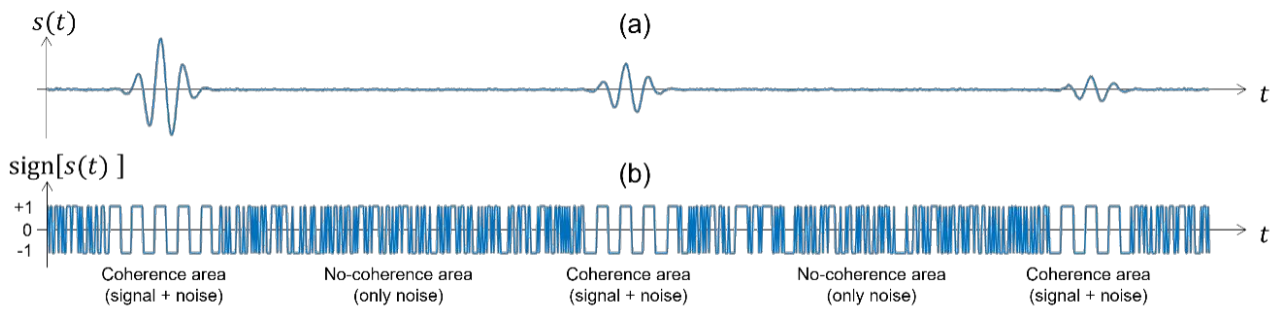 s(t)
(a)
t
sign[s(t) ]
(b)
+1
0
-1
t
Coherence area
(signal + noise)
No-coherence area
(only noise)
Coherence area
(signal + noise)
No-coherence area
(only noise)
Coherence area
(signal + noise)